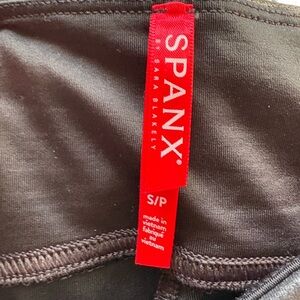 SPANX®
BY SARA BLAKELY
S/P
made in
vietnam
fabriqué
au
vietnam